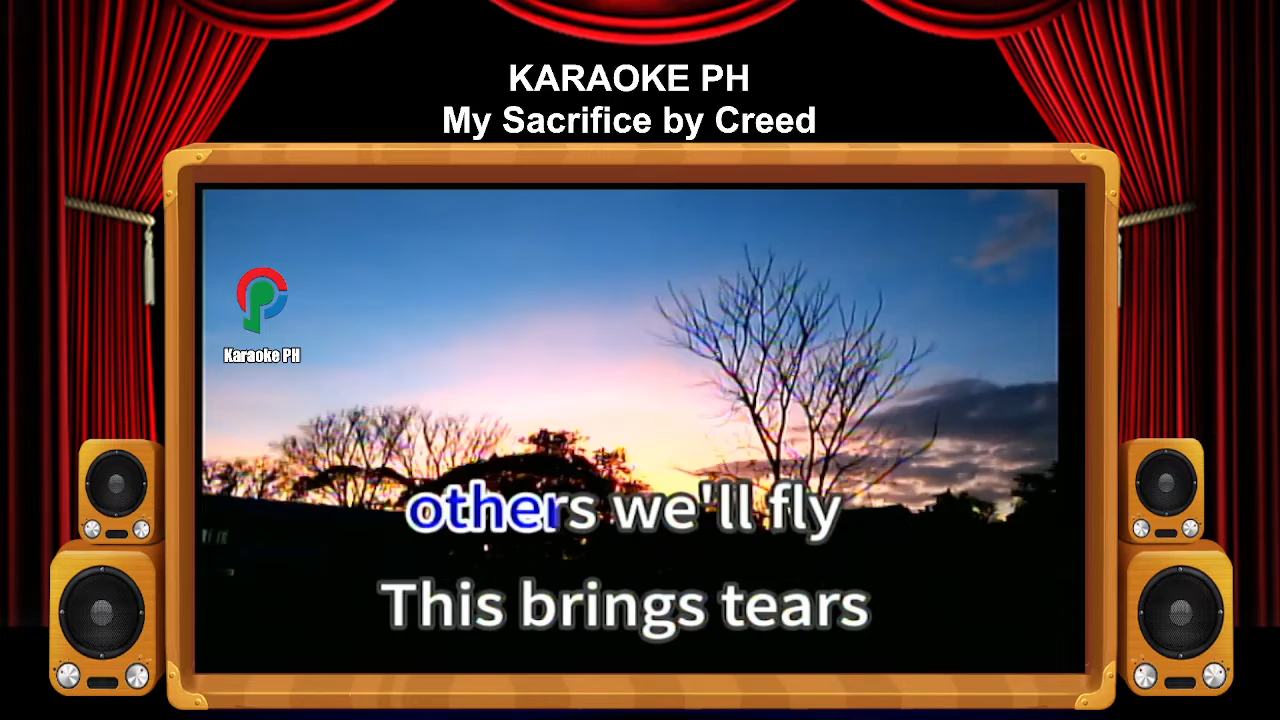 KARAOKE PH
My Sacrifice by Creed
Karaoke PH
others we'll fly
This brings tears